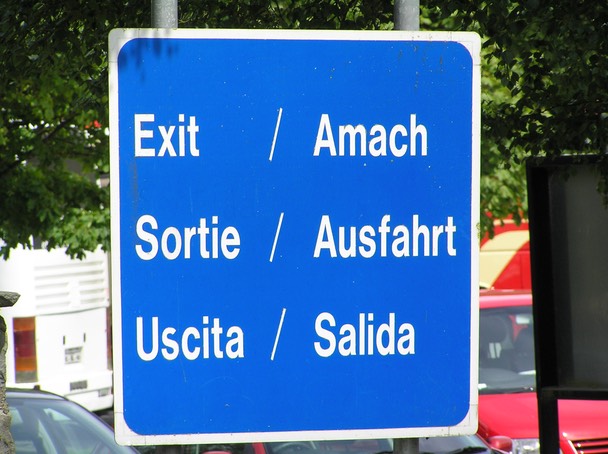 Exit / Amach
Sortie / Ausfahrt
Uscita / Salida